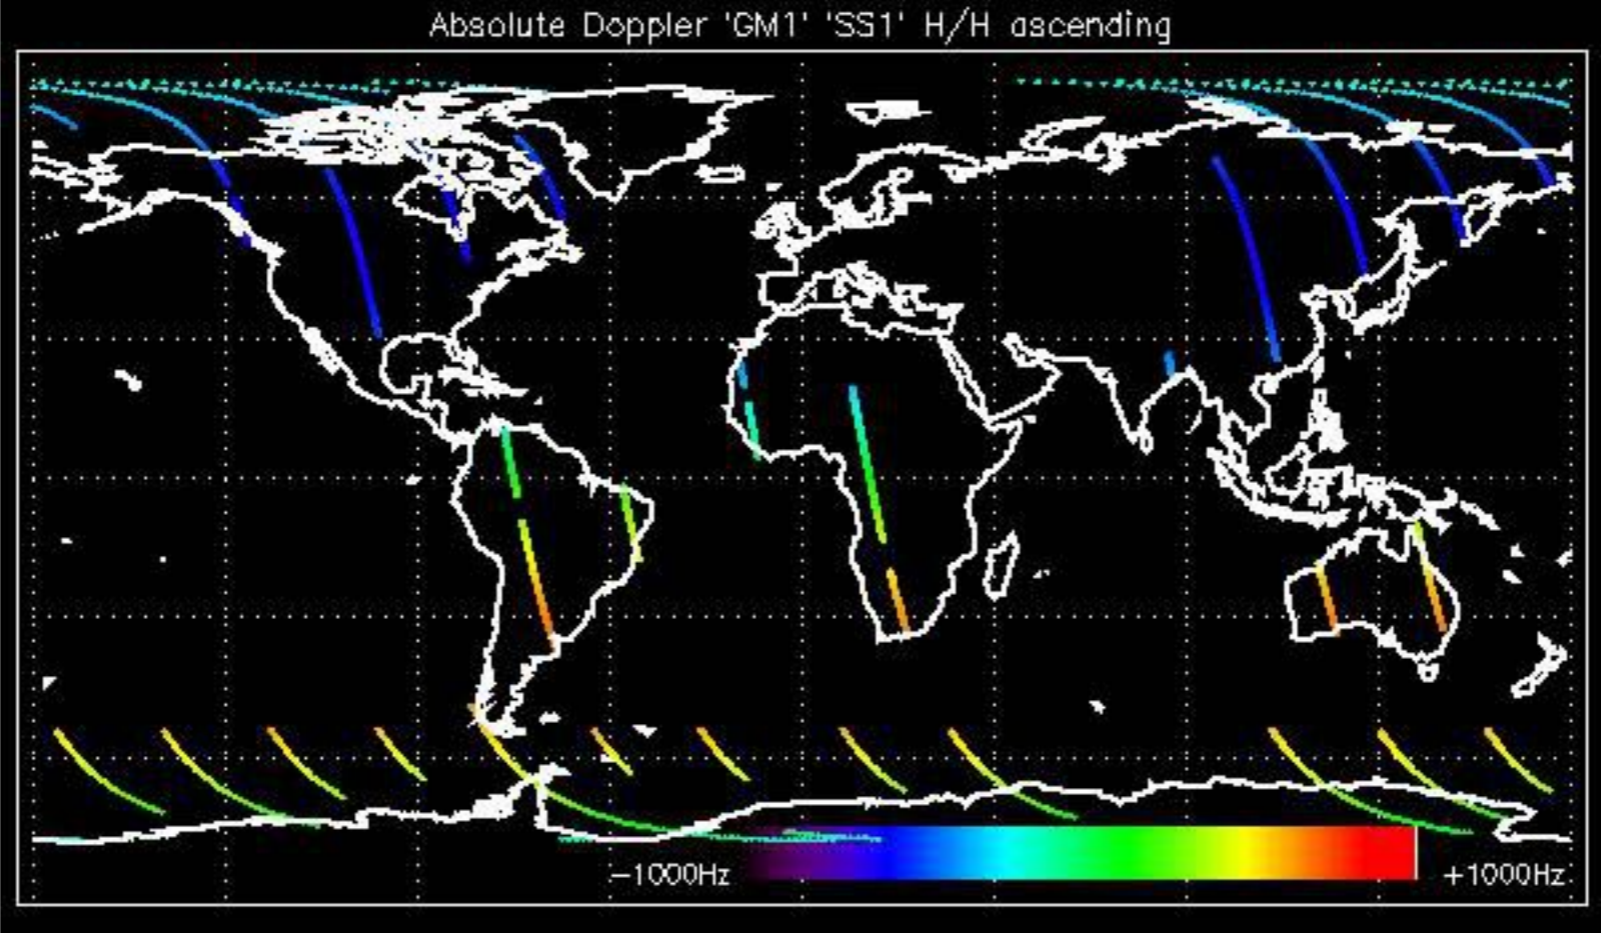 Absolute Doppler 'GM1' 'SS1' H/H ascending
−1000Hz
+1000Hz